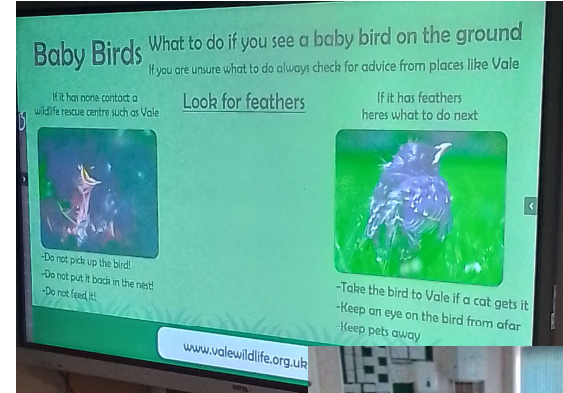 Baby Birds
What to do if you see a baby bird on the ground
If you are unsure what to do always check for advice from places like Vale
If it has none contact a
wildlife rescue centre such as Vale
Look for feathers
If it has feathers
heres what to do next
-Do not pick up the bird!
-Do not put it back in the nest!
-Do not feed it!
-Take the bird to Vale if a cat gets it
-Keep an eye on the bird from afar
-Keep pets away
www.valewildlife.org.uk